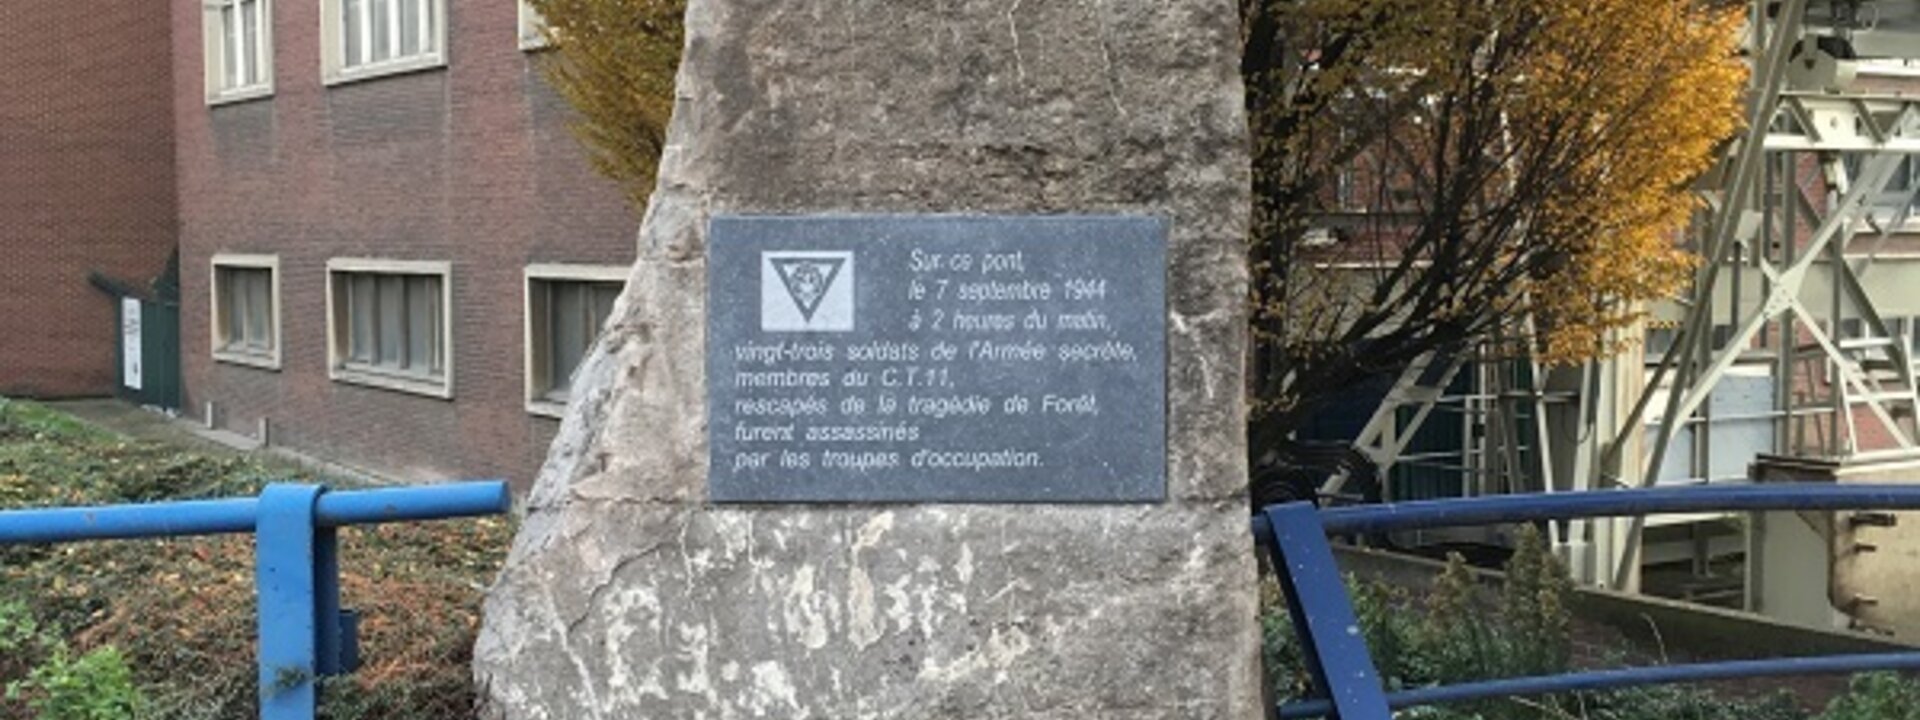 Sur ce pont,
le 7 septembre 1944
à 2 heures du matin,
vingt-trois soldats de l'Armée secrète,
membres du C.T.11,
rescapés de la tragédie de Forêt,
furent assassinés
par les troupes d'occupation.